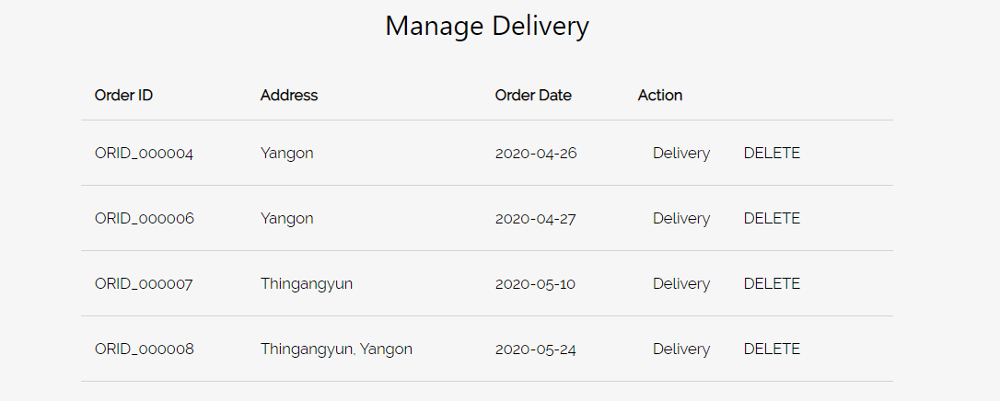 Manage Delivery
Order ID Address Order Date Action
ORID_000004 Yangon 2020-04-26 Delivery DELETE
ORID_000006 Yangon 2020-04-27 Delivery DELETE
ORID_000007 Thingangyun 2020-05-10 Delivery DELETE
ORID_000008 Thingangyun, Yangon 2020-05-24 Delivery DELETE